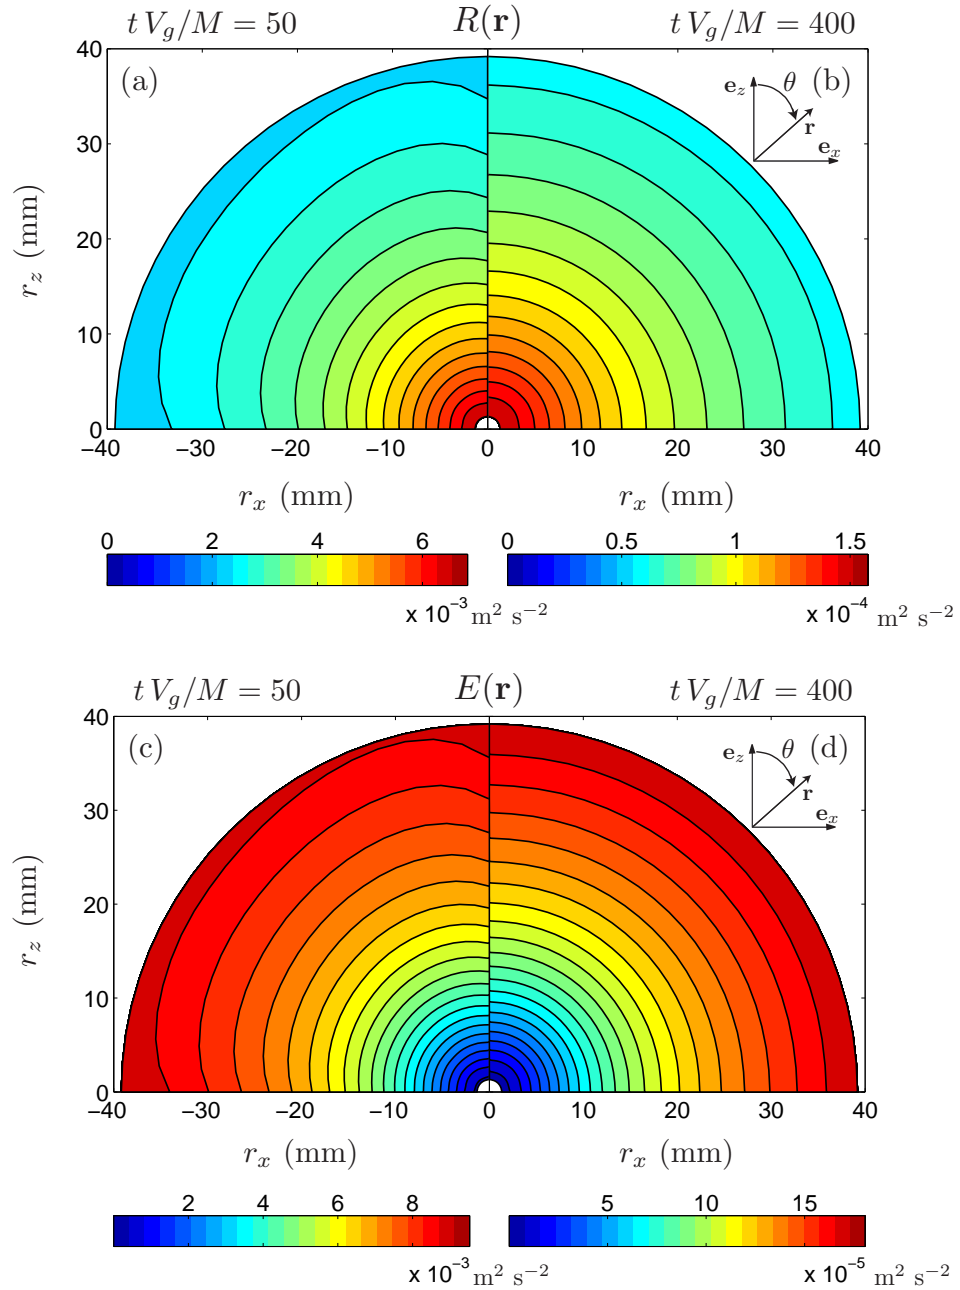 t V_g/M = 50 R(r) t V_g/M = 400
(a) (b)
e_z θ r e_x
40 30 20 10 0
r_z (mm)
−40 −30 −20 −10 0 10 20 30 40
r_x (mm) r_x (mm)
0 2 4 6 0 0.5 1 1.5
x 10⁻³ m² s⁻² x 10⁻⁴ m² s⁻²
t V_g/M = 50 E(r) t V_g/M = 400
(c) (d)
e_z θ r e_x
40 30 20 10 0
r_z (mm)
−40 −30 −20 −10 0 10 20 30 40
r_x (mm) r_x (mm)
2 4 6 8 5 10 15
x 10⁻³ m² s⁻² x 10⁻⁵ m² s⁻²